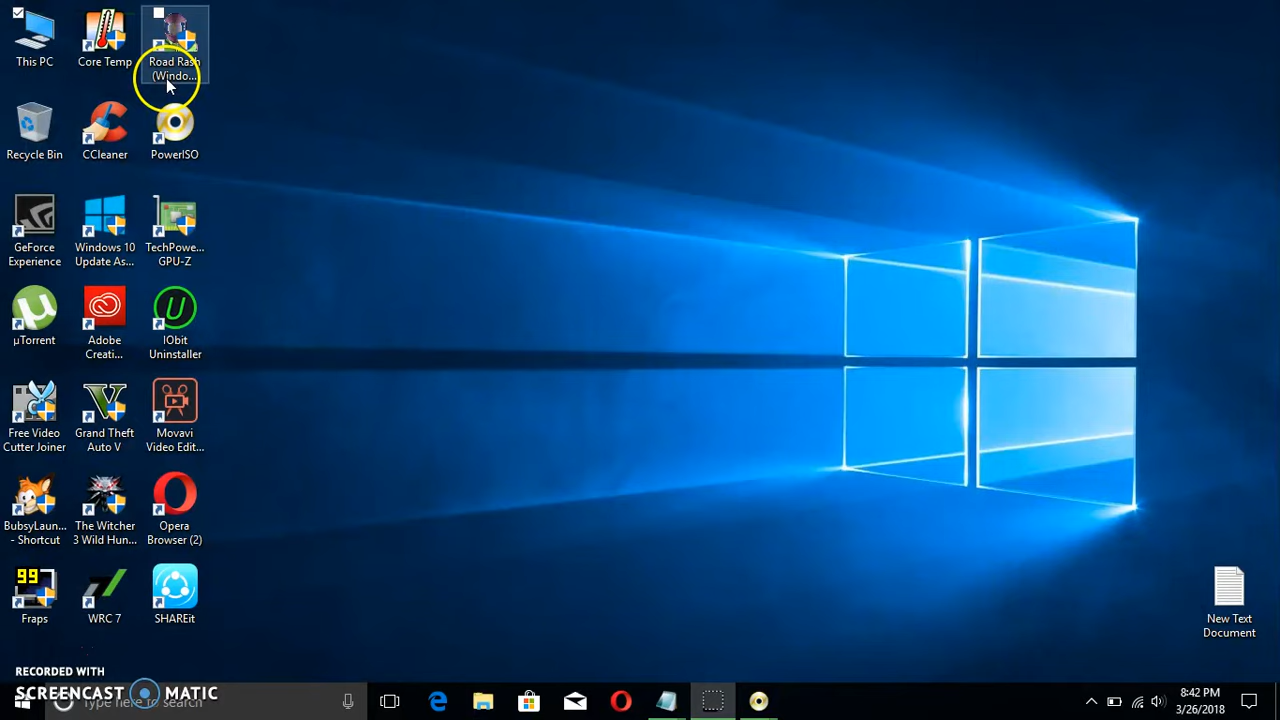 This PC
Core Temp
Road Rash
(Windo...
Recycle Bin
CCleaner
PowerISO
GeForce
Experience
Windows 10
Update As...
TechPowe...
GPU-Z
µTorrent
Adobe
Creati...
IObit
Uninstaller
Free Video
Cutter Joiner
Grand Theft
Auto V
Movavi
Video Edit...
BubsyLaun...
- Shortcut
The Witcher
3 Wild Hun...
Opera
Browser (2)
99
Fraps
WRC 7
SHAREit
New Text
Document
RECORDED WITH
SCREENCAST MATIC
Type here to search
8:42 PM
3/26/2018